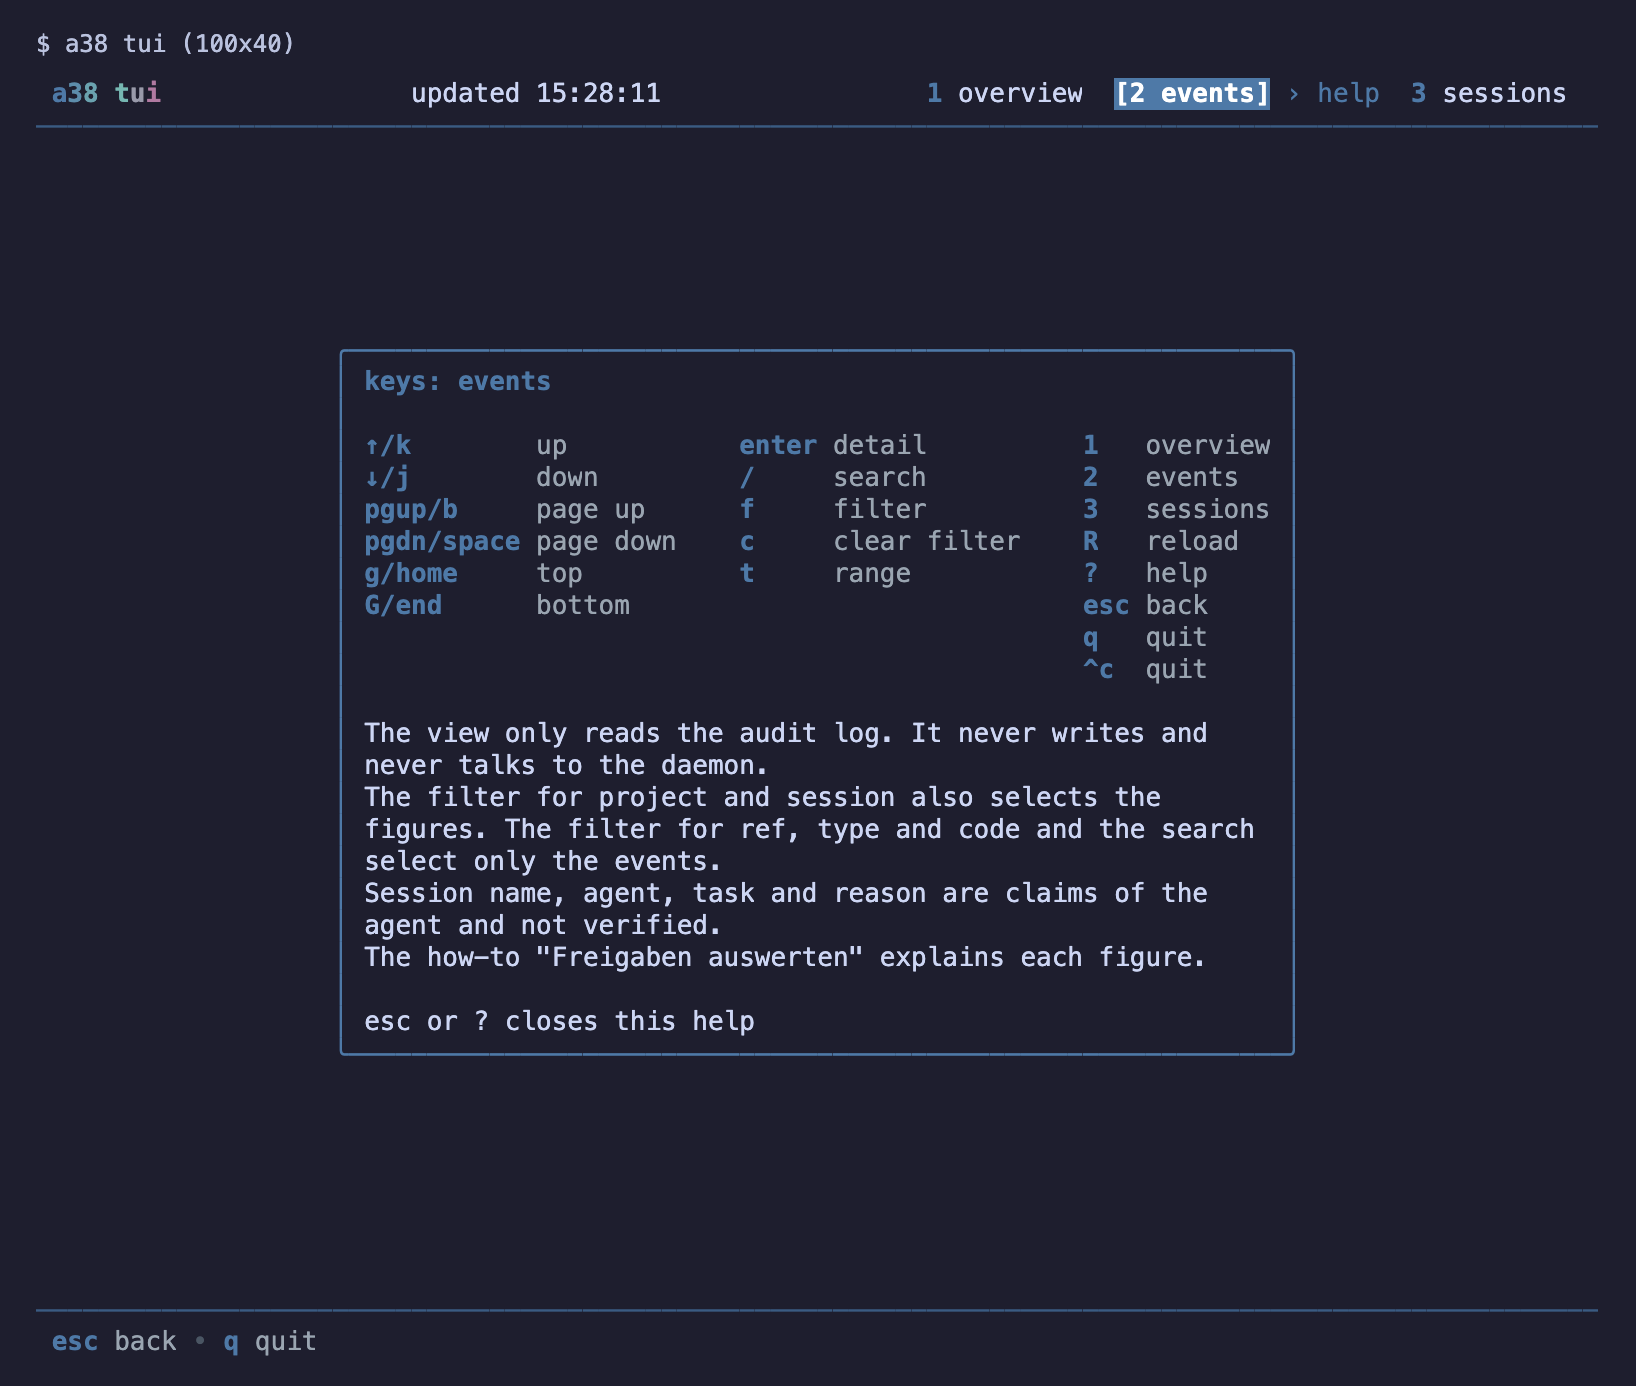 $ a38 tui (100x40)
a38 tui updated 15:28:11 1 overview [2 events] › help 3 sessions
keys: events
↑/k up enter detail 1 overview
↓/j down / search 2 events
pgup/b page up f filter 3 sessions
pgdn/space page down c clear filter R reload
g/home top t range ? help
G/end bottom esc back
q quit
^c quit
The view only reads the audit log. It never writes and
never talks to the daemon.
The filter for project and session also selects the
figures. The filter for ref, type and code and the search
select only the events.
Session name, agent, task and reason are claims of the
agent and not verified.
The how-to "Freigaben auswerten" explains each figure.
esc or ? closes this help
esc back • q quit